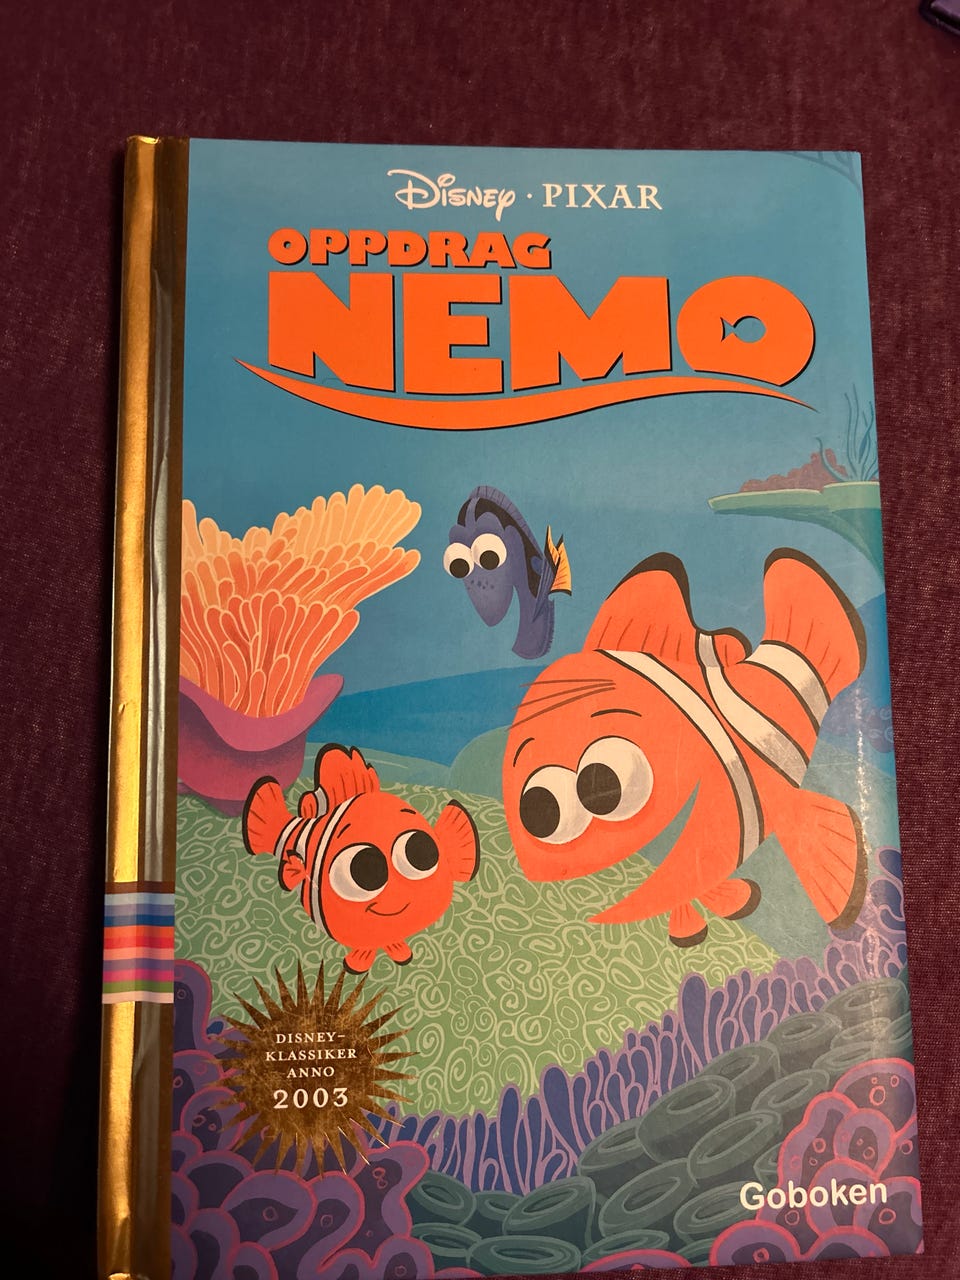 Disney · PIXAR
OPPDRAG
NEMO
DISNEY–
KLASSIKER
ANNO
2003
Goboken